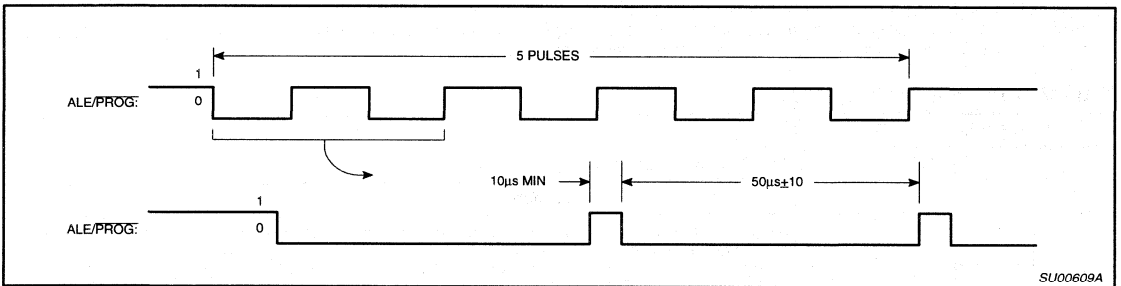 5 PULSES
1
ALE/PROG: 0
10µs MIN
50µs±10
1
ALE/PROG: 0
SU00609A